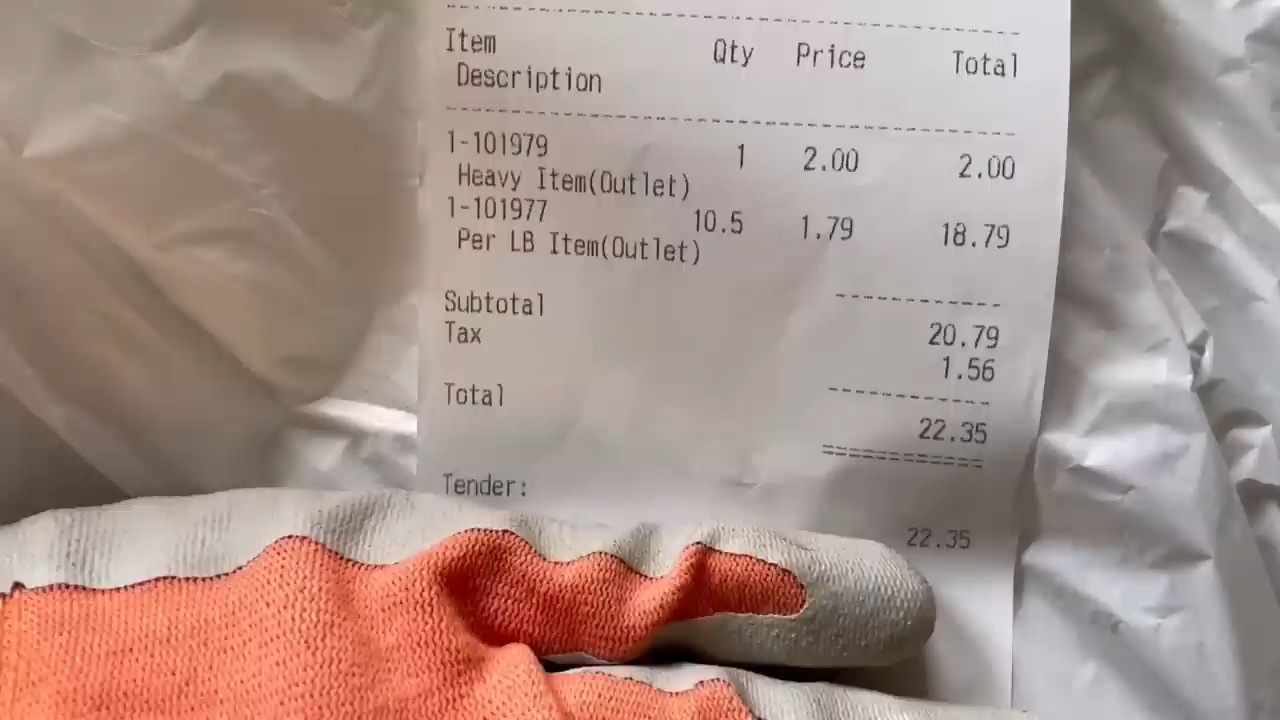 Item Qty Price Total
Description
1-101979 1 2.00 2.00
Heavy Item(Outlet)
1-101977 10.5 1.79 18.79
Per LB Item(Outlet)
Subtotal 20.79
Tax 1.56
Total 22.35
Tender:
22.35